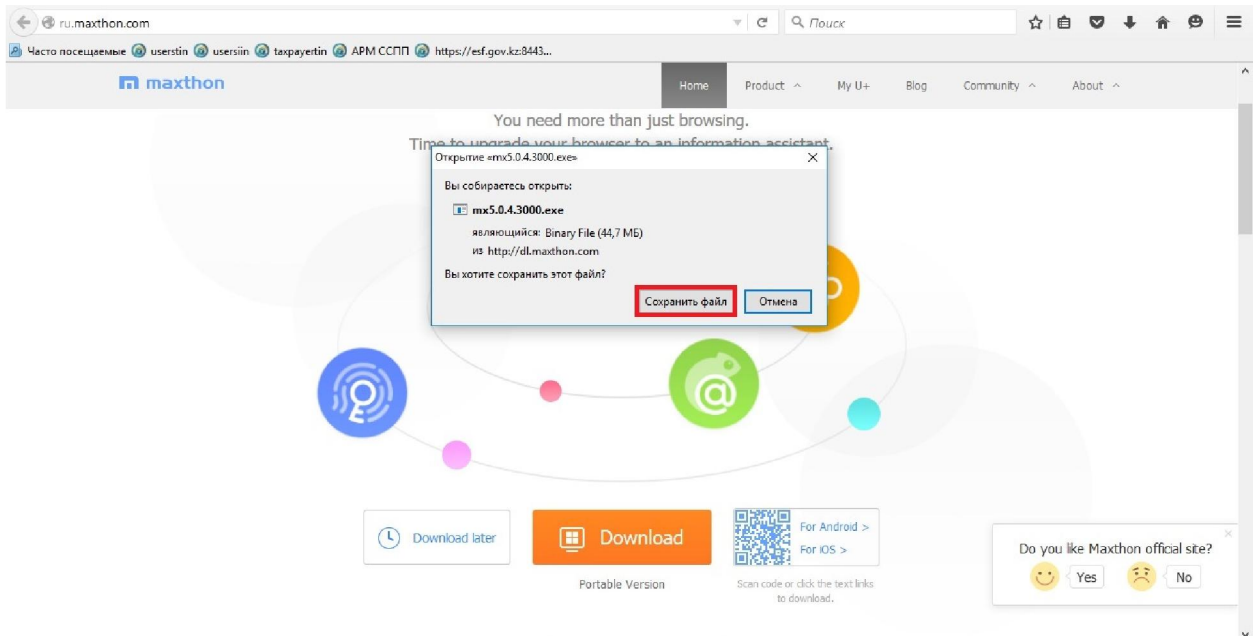 ru.maxthon.com
Поиск
Часто посещаемые userstin usersiin taxpayertin АРМ ССПП https://esf.gov.kz:8443...
maxthon
Home Product My U+ Blog Community About
You need more than just browsing.
Time to upgrade your browser to an information assistant.
Открытие «mx5.0.4.3000.exe»
Вы собираетесь открыть:
mx5.0.4.3000.exe
являющийся: Binary File (44,7 МБ)
из http://dl.maxthon.com
Вы хотите сохранить этот файл?
Сохранить файл Отмена
Download later
Download
Portable Version
For Android >
For iOS >
Scan code or click the text links
to download.
Do you like Maxthon official site?
Yes No